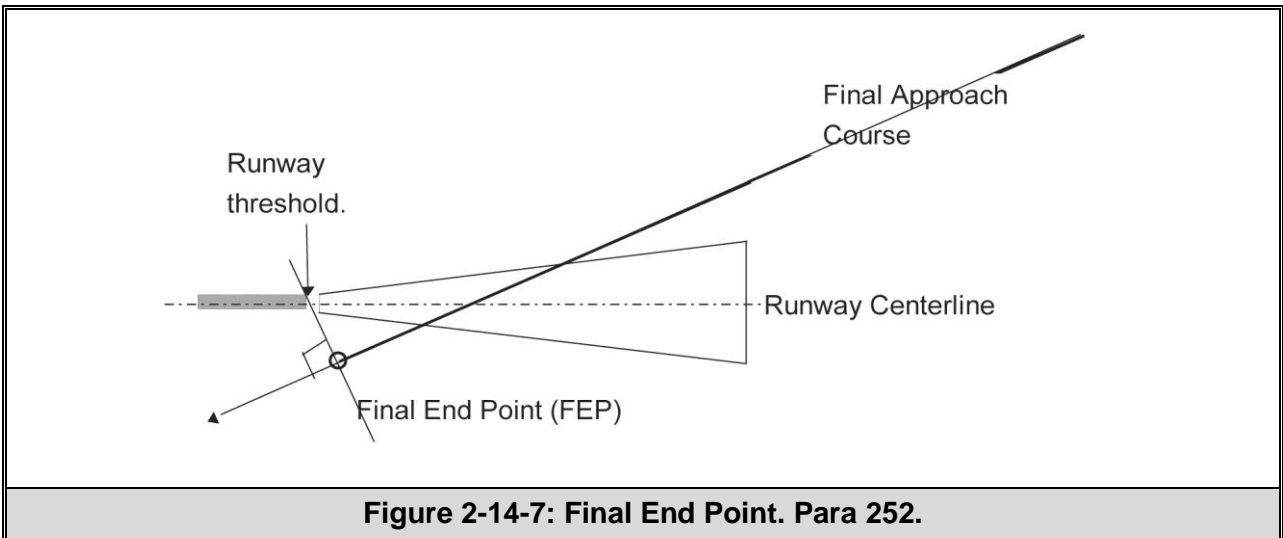 Final Approach
Course
Runway
threshold.
Runway Centerline
Final End Point (FEP)
Figure 2-14-7: Final End Point. Para 252.